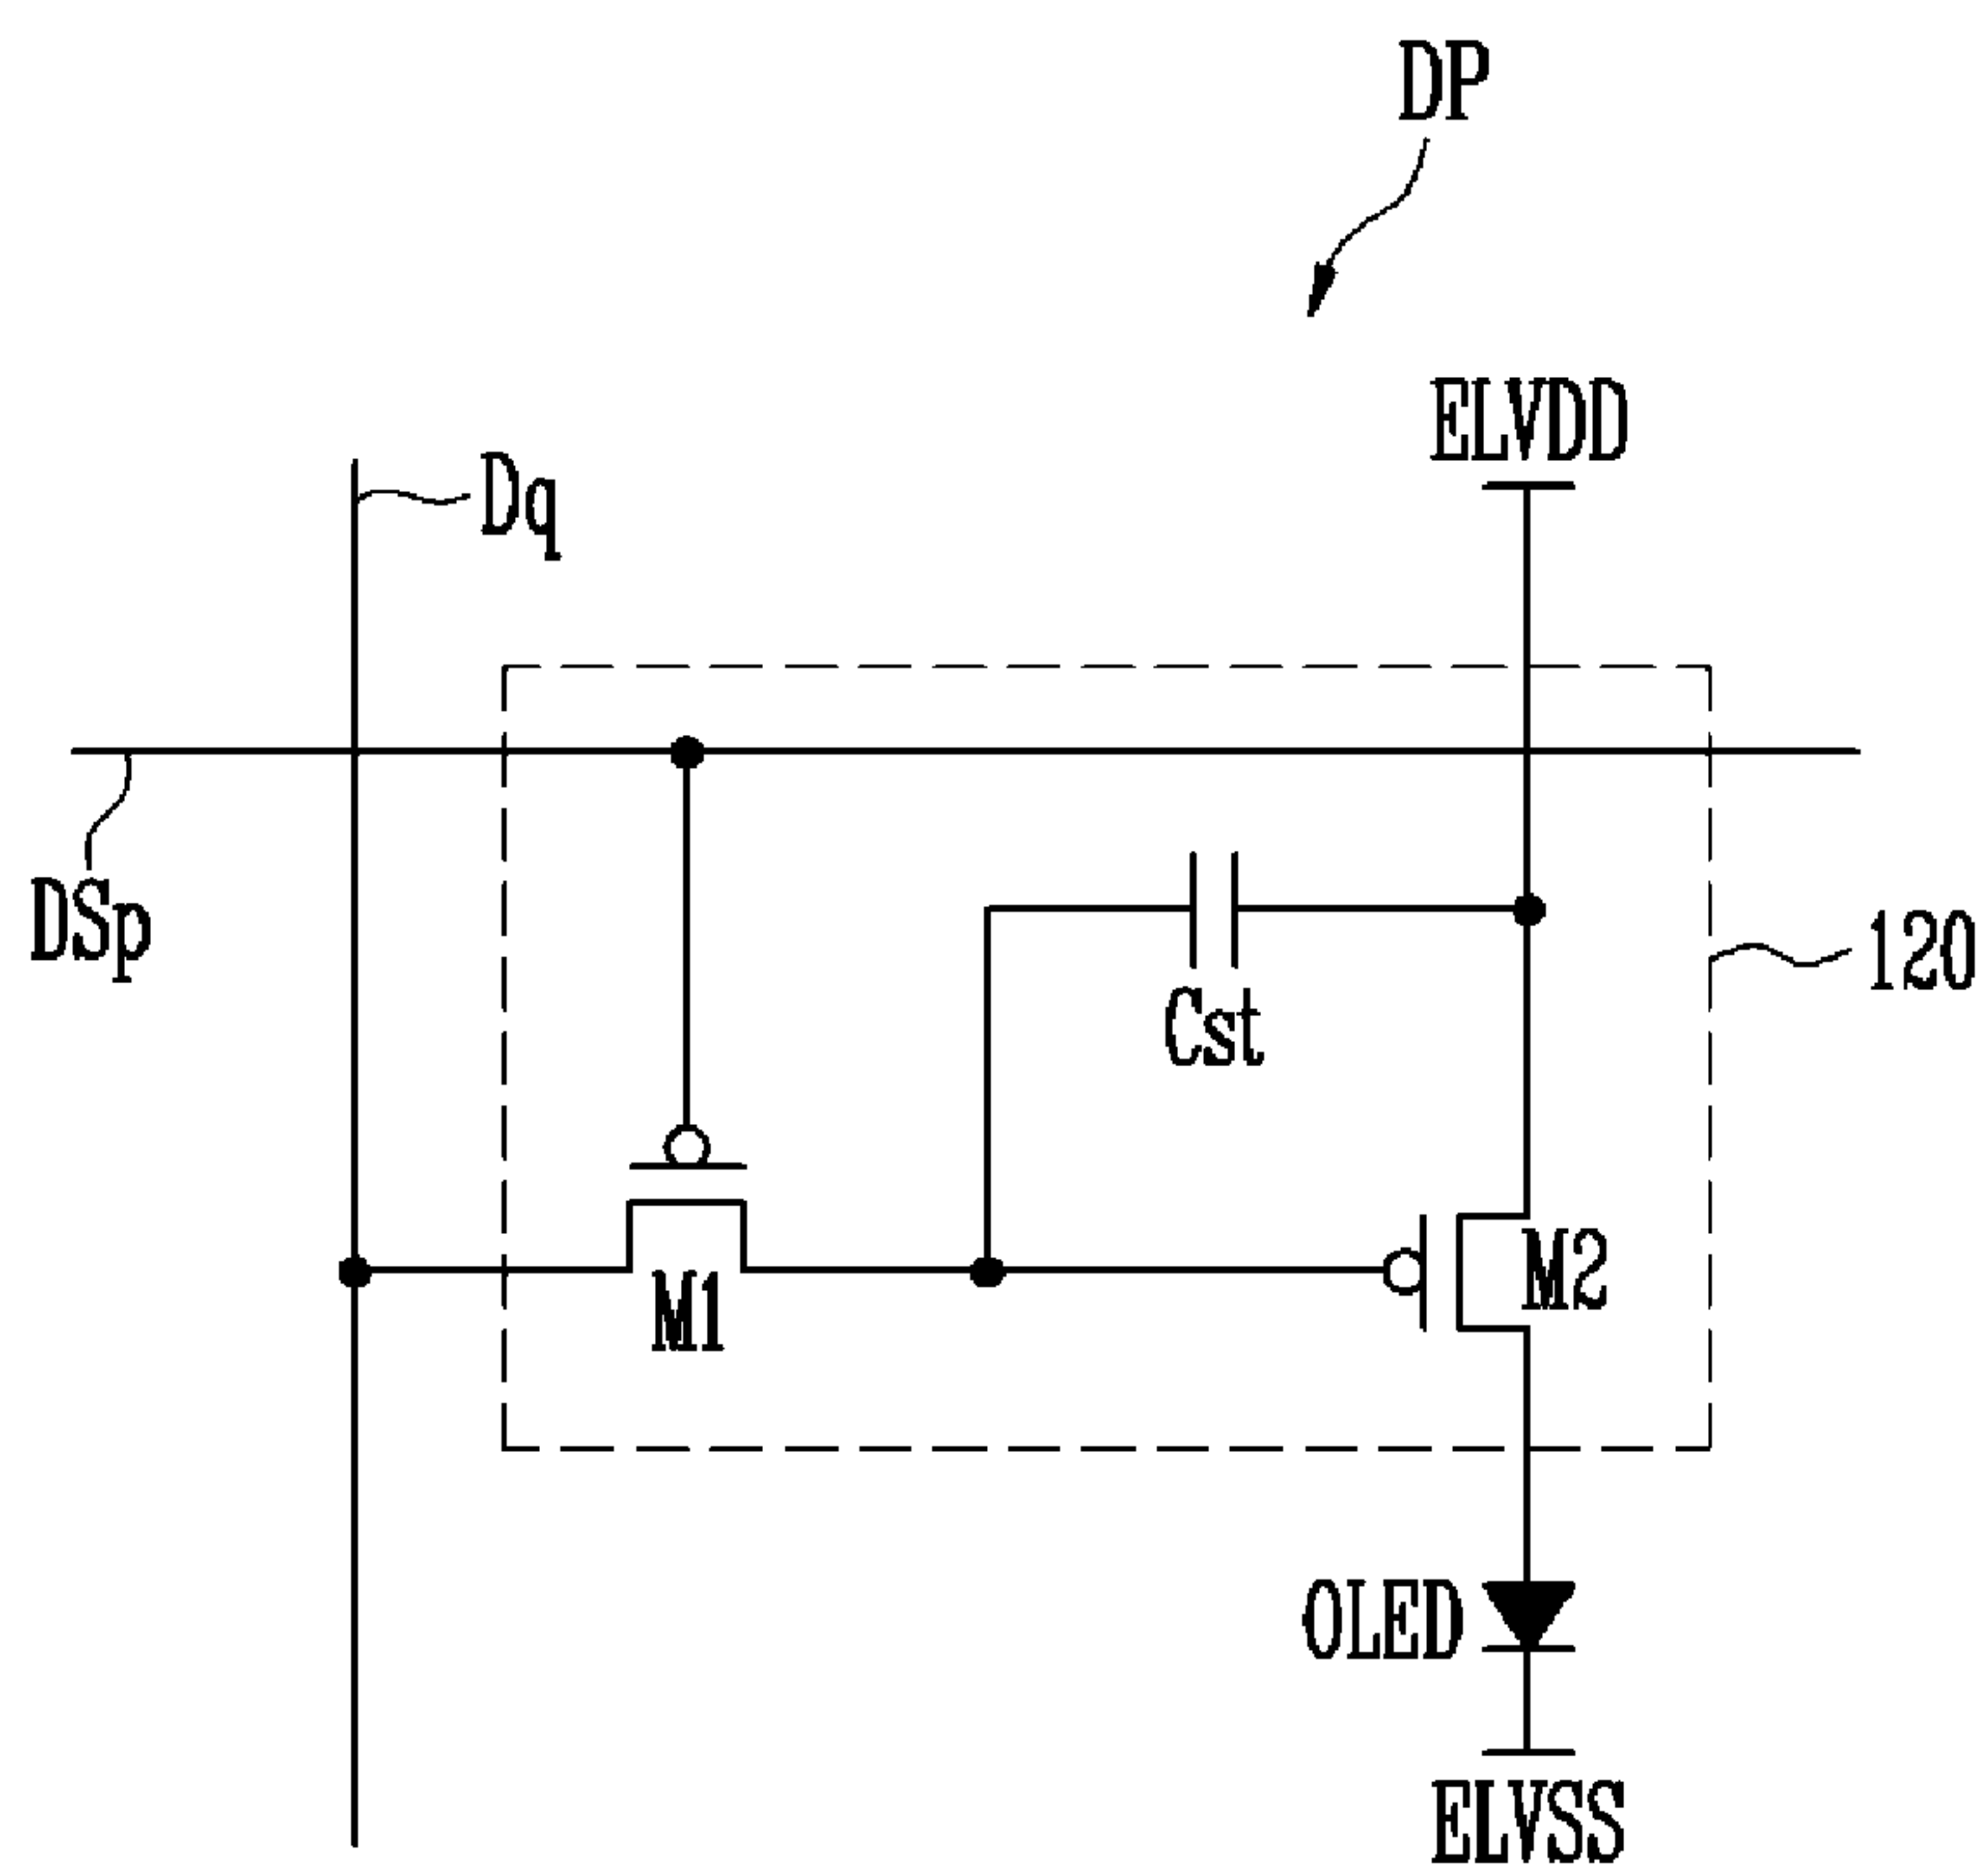 DP
ELVDD
Dq
DSp
120
Cst
M1
M2
OLED
ELVSS